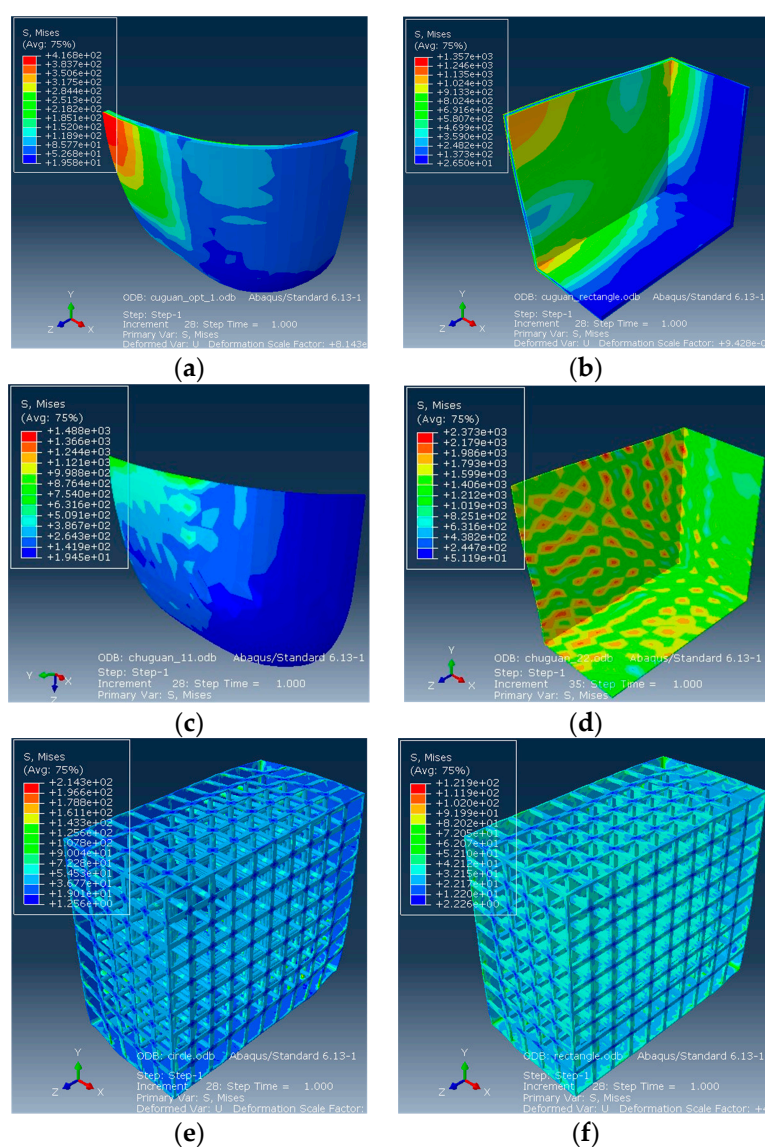 S, Mises
(Avg: 75%)
+4.168e+02
+3.837e+02
+3.506e+02
+3.175e+02
+2.844e+02
+2.513e+02
+2.182e+02
+1.851e+02
+1.520e+02
+1.189e+02
+8.577e+01
+5.268e+01
+1.958e+01
ODB: cuguan_opt_1.odb Abaqus/Standard 6.13-1
Step: Step-1
Increment 28: Step Time = 1.000
Primary Var: S, Mises
Deformed Var: U Deformation Scale Factor: +8.143e
Y
Z
X
(a)
S, Mises
(Avg: 75%)
+1.357e+03
+1.246e+03
+1.135e+03
+1.024e+03
+9.133e+02
+8.024e+02
+6.916e+02
+5.807e+02
+4.699e+02
+3.590e+02
+2.482e+02
+1.373e+02
+2.650e+01
ODB: cuguan_rectangle.odb Abaqus/Standard 6.13-1
Step: Step-1
Increment 28: Step Time = 1.000
Primary Var: S, Mises
Deformed Var: U Deformation Scale Factor: +9.428e-0
Y
Z
X
(b)
S, Mises
(Avg: 75%)
+1.488e+03
+1.366e+03
+1.244e+03
+1.121e+03
+9.988e+02
+8.764e+02
+7.540e+02
+6.316e+02
+5.091e+02
+3.867e+02
+2.643e+02
+1.419e+02
+1.945e+01
ODB: chuguan_11.odb Abaqus/Standard 6.13-1
Step: Step-1
Increment 28: Step Time = 1.000
Primary Var: S, Mises
Y
X
Z
(c)
S, Mises
(Avg: 75%)
+2.373e+03
+2.179e+03
+1.986e+03
+1.793e+03
+1.599e+03
+1.406e+03
+1.212e+03
+1.019e+03
+8.251e+02
+6.316e+02
+4.382e+02
+2.447e+02
+5.119e+01
ODB: chuguan_22.odb Abaqus/Standard 6.13-1
Step: Step-1
Increment 35: Step Time = 1.000
Primary Var: S, Mises
Y
Z
X
(d)
S, Mises
(Avg: 75%)
+2.143e+02
+1.966e+02
+1.788e+02
+1.611e+02
+1.433e+02
+1.256e+02
+1.078e+02
+9.004e+01
+7.228e+01
+5.453e+01
+3.677e+01
+1.901e+01
+1.256e+00
ODB: circle.odb Abaqus/Standard 6.13-1
Step: Step-1
Increment 28: Step Time = 1.000
Primary Var: S, Mises
Deformed Var: U Deformation Scale Factor:
Y
Z
X
(e)
S, Mises
(Avg: 75%)
+1.219e+02
+1.119e+02
+1.020e+02
+9.199e+01
+8.202e+01
+7.205e+01
+6.207e+01
+5.210e+01
+4.212e+01
+3.215e+01
+2.217e+01
+1.220e+01
+2.226e+00
ODB: rectangle.odb Abaqus/Standard 6.13-1
Step: Step-1
Increment 28: Step Time = 1.000
Primary Var: S, Mises
Deformed Var: U Deformation Scale Factor:
Y
Z
X
(f)